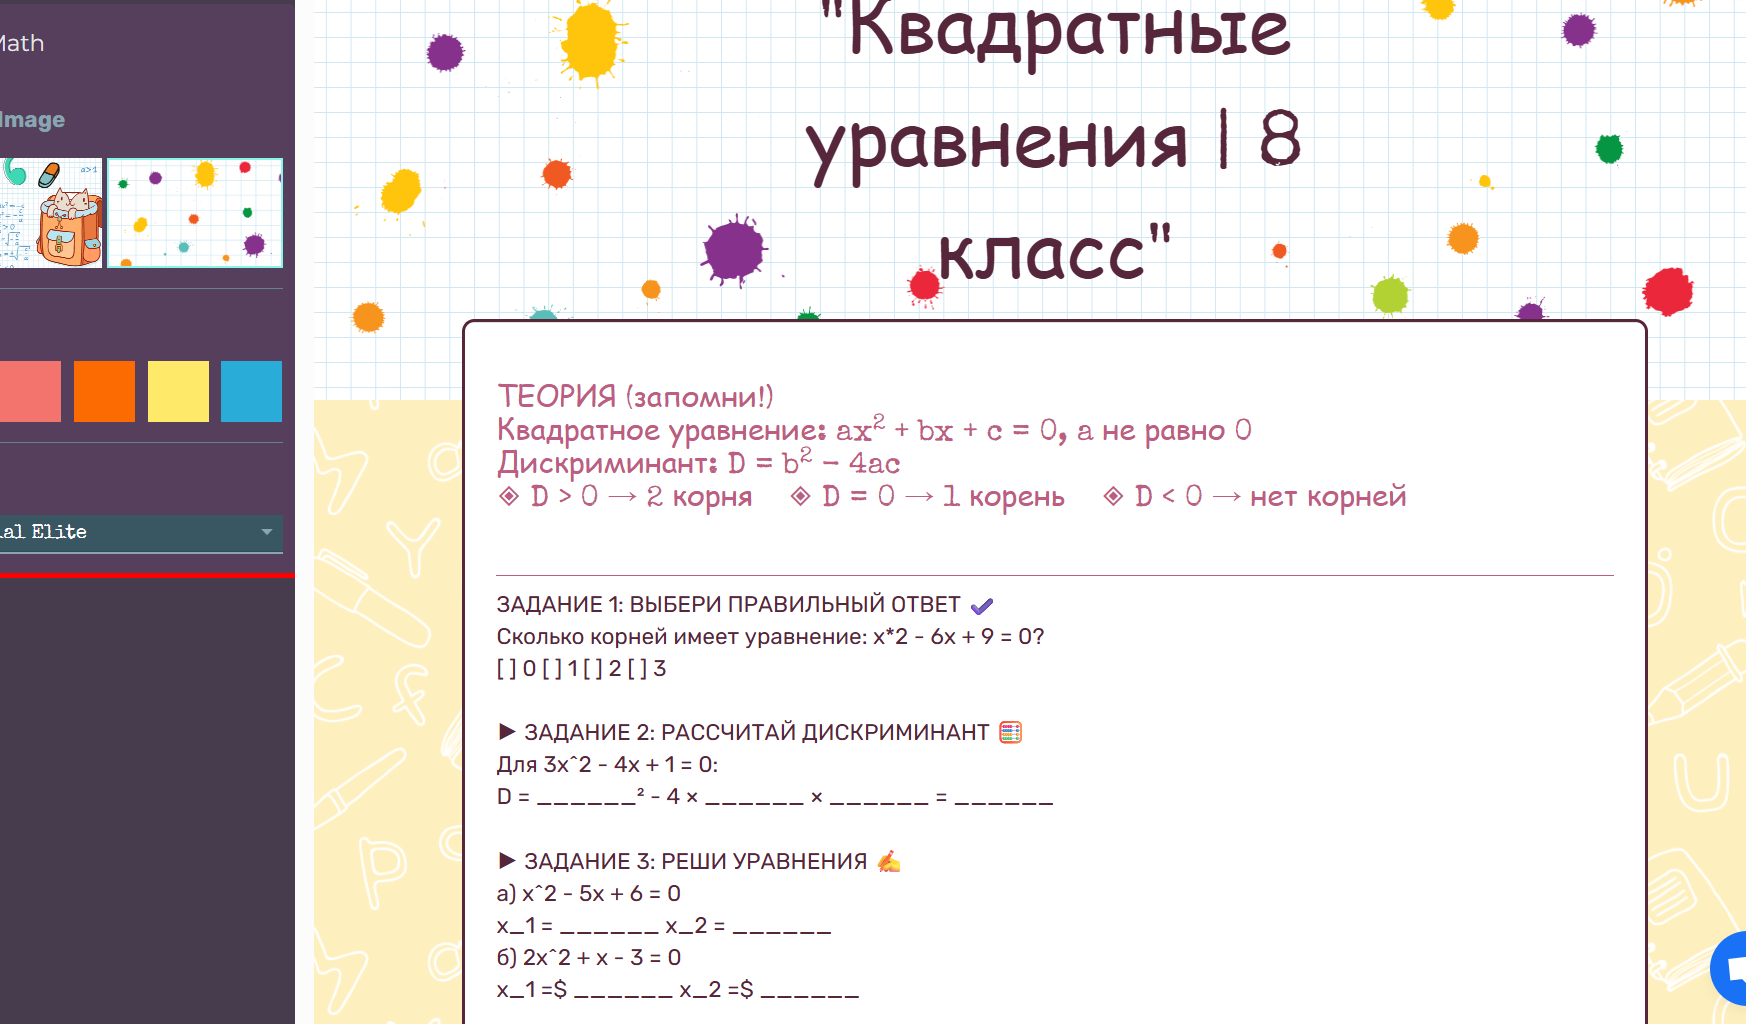 Math
Image
a>1
al Elite
"Квадратные
уравнения | 8
класс"
ТЕОРИЯ (запомни!)
Квадратное уравнение: ax² + bx + c = 0, a не равно 0
Дискриминант: D = b² − 4ac
◈ D > 0 → 2 корня ◈ D = 0 → 1 корень ◈ D < 0 → нет корней
ЗАДАНИЕ 1: ВЫБЕРИ ПРАВИЛЬНЫЙ ОТВЕТ ✔
Сколько корней имеет уравнение: x*2 - 6x + 9 = 0?
[ ] 0 [ ] 1 [ ] 2 [ ] 3
► ЗАДАНИЕ 2: РАССЧИТАЙ ДИСКРИМИНАНТ 🧮
Для 3x^2 - 4x + 1 = 0:
D = ______² - 4 × ______ × ______ = ______
► ЗАДАНИЕ 3: РЕШИ УРАВНЕНИЯ ✍
а) x^2 - 5x + 6 = 0
x_1 = ______ x_2 = ______
б) 2x^2 + x - 3 = 0
x_1 =$ ______ x_2 =$ ______